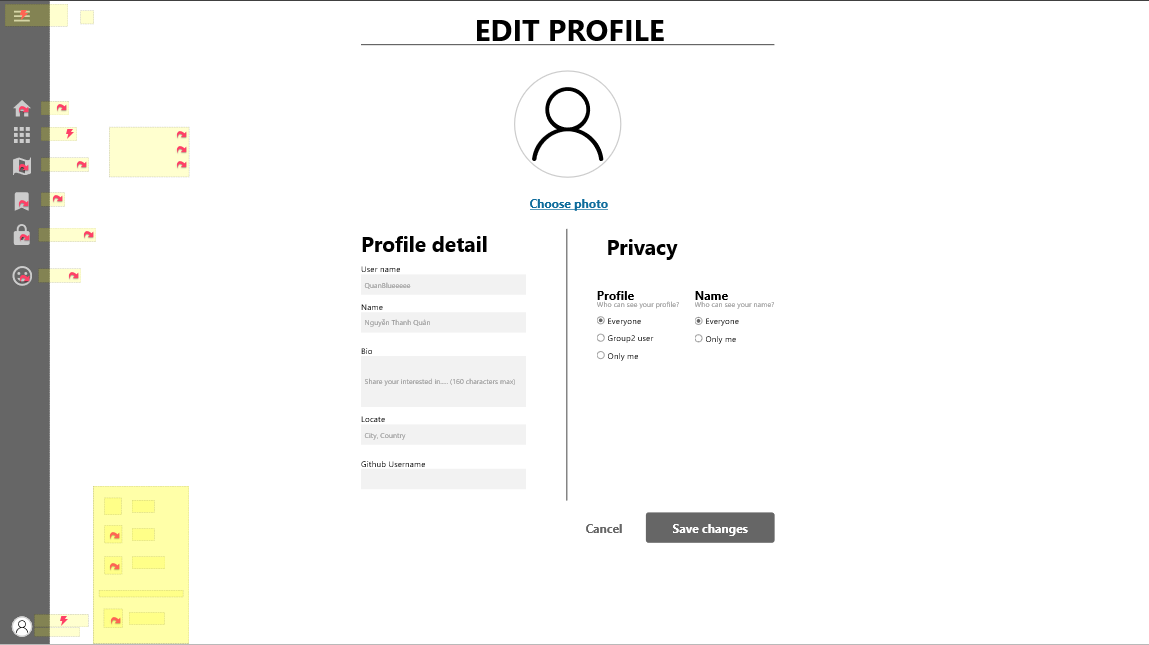 EDIT PROFILE
Choose photo
Profile detail
User name
QuanBlueeeee
Name
Nguyễn Thanh Quân
Bio
Share your interested in.... (160 characters max)
Locate
City, Country
Github Username
Privacy
Profile
Who can see your profile?
Everyone
Group2 user
Only me
Name
Who can see your name?
Everyone
Only me
Cancel
Save changes